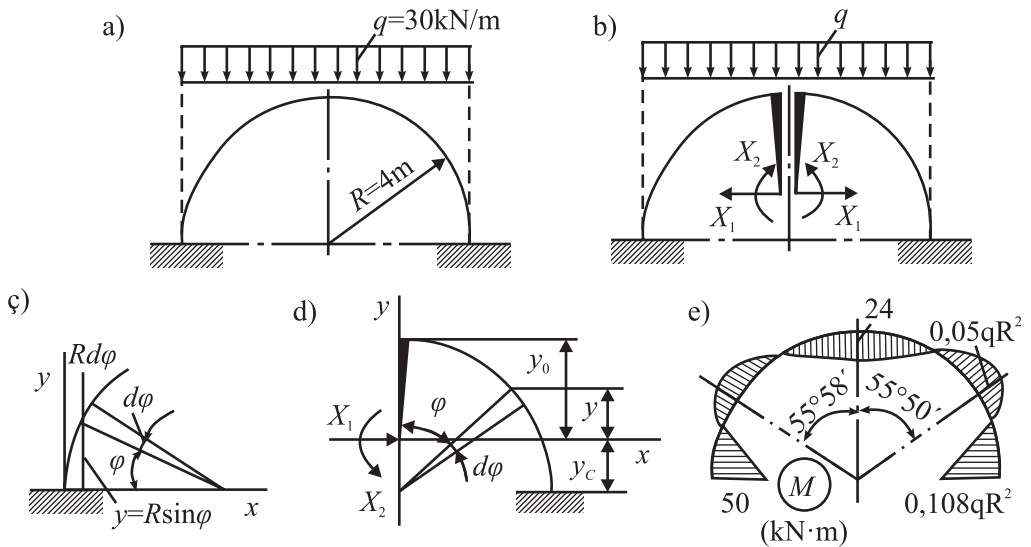 a)
q=30kN/m
R=4m
b)
q
X₂ X₂
X₁ X₁
ç)
Rdφ
y
dφ
φ
y=Rsinφ
x
d)
y
X₁
X₂
φ
dφ
x
y₀
y
y_C
e)
24
0,05qR²
55°58′
55°50′
50
M
(kN·m)
0,108qR²